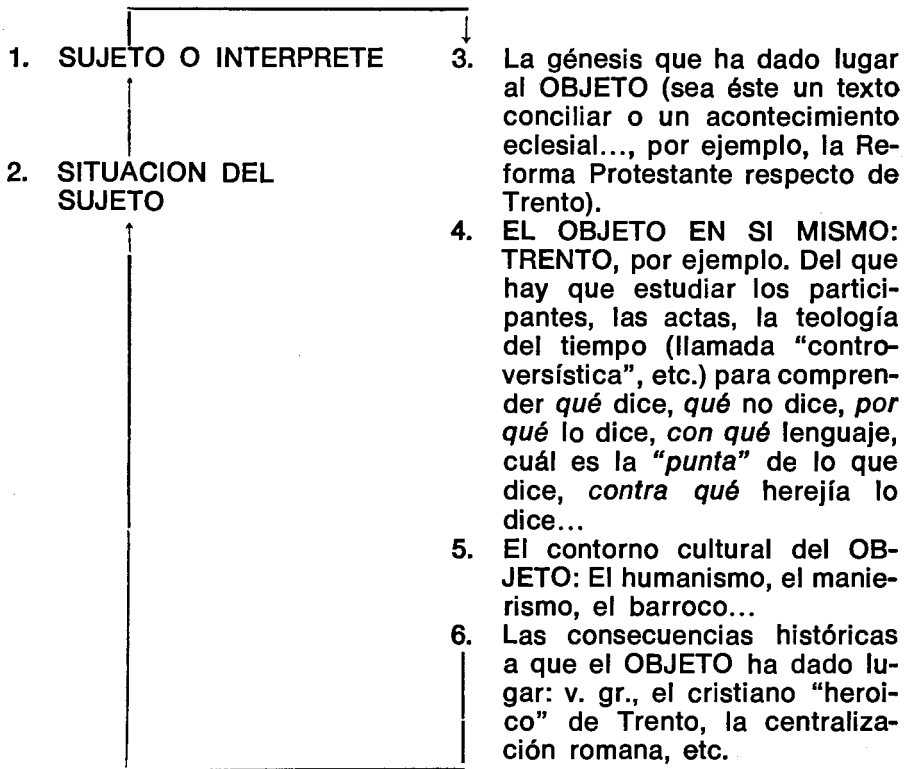 1. SUJETO O INTERPRETE
2. SITUACION DEL
SUJETO
3. La génesis que ha dado lugar
al OBJETO (sea éste un texto
conciliar o un acontecimiento
eclesial..., por ejemplo, la Re-
forma Protestante respecto de
Trento).
4. EL OBJETO EN SI MISMO:
TRENTO, por ejemplo. Del que
hay que estudiar los partici-
pantes, las actas, la teología
del tiempo (llamada "contro-
versística", etc.) para compren-
der qué dice, qué no dice, por
qué lo dice, con qué lenguaje,
cuál es la "punta" de lo que
dice, contra qué herejía lo
dice...
5. El contorno cultural del OB-
JETO: El humanismo, el manie-
rismo, el barroco...
6. Las consecuencias históricas
a que el OBJETO ha dado lu-
gar: v. gr., el cristiano "heroi-
co" de Trento, la centraliza-
ción romana, etc.